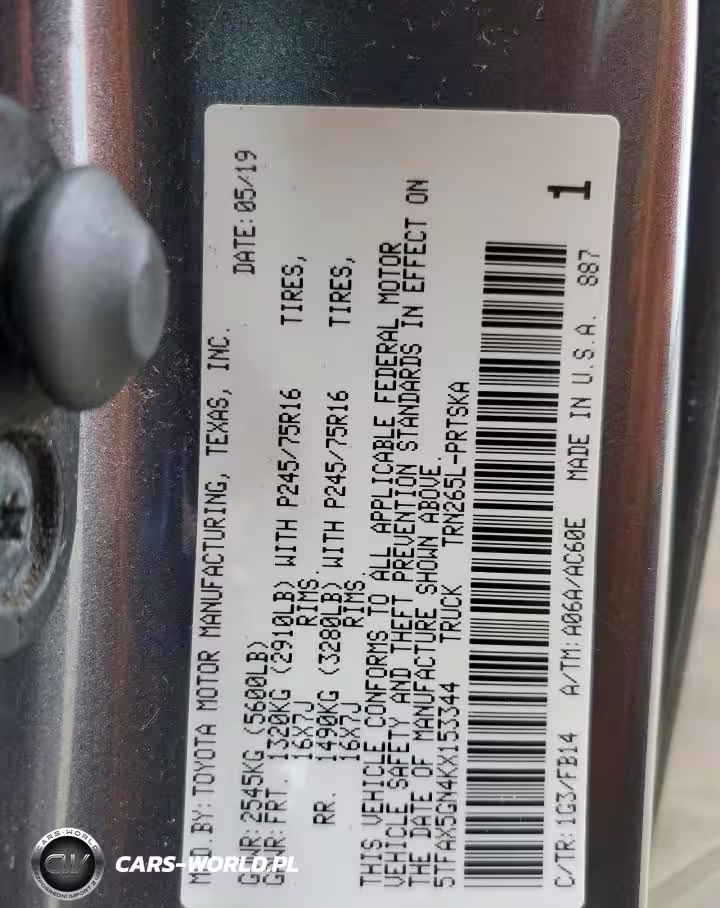 MFD BY: TOYOTA MOTOR MANUFACTURING, TEXAS, INC.
GVWR: 2545KG (5600LB) DATE: 05/19
GAWR: FRT. 1320KG (2910LB) WITH P245/75R16 TIRES,
16X7J RIMS.
RR. 1490KG (3280LB) WITH P245/75R16 TIRES,
16X7J RIMS.
THIS VEHICLE CONFORMS TO ALL APPLICABLE FEDERAL MOTOR
VEHICLE SAFETY AND THEFT PREVENTION STANDARDS IN EFFECT ON
THE DATE OF MANUFACTURE SHOWN ABOVE.
5TFAX5GN4KX153344 TRUCK TRN265L-PRTSKA
1
C/TR: 1G3/FB14 A/TM: A06A/AC60E MADE IN U.S.A. 887
CARS-WORLD
CW
CARS-WORLD.PL